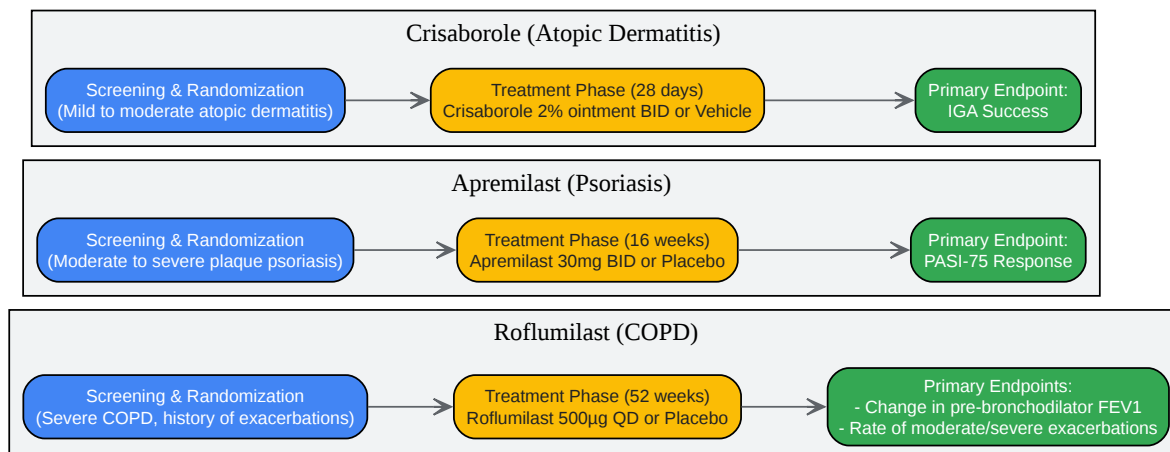 Crisaborole (Atopic Dermatitis)
Screening & Randomization
(Mild to moderate atopic dermatitis)
Treatment Phase (28 days)
Crisaborole 2% ointment BID or Vehicle
Primary Endpoint:
IGA Success
Apremilast (Psoriasis)
Screening & Randomization
(Moderate to severe plaque psoriasis)
Treatment Phase (16 weeks)
Apremilast 30mg BID or Placebo
Primary Endpoint:
PASI-75 Response
Roflumilast (COPD)
Screening & Randomization
(Severe COPD, history of exacerbations)
Treatment Phase (52 weeks)
Roflumilast 500µg QD or Placebo
Primary Endpoints:
- Change in pre-bronchodilator FEV1
- Rate of moderate/severe exacerbations